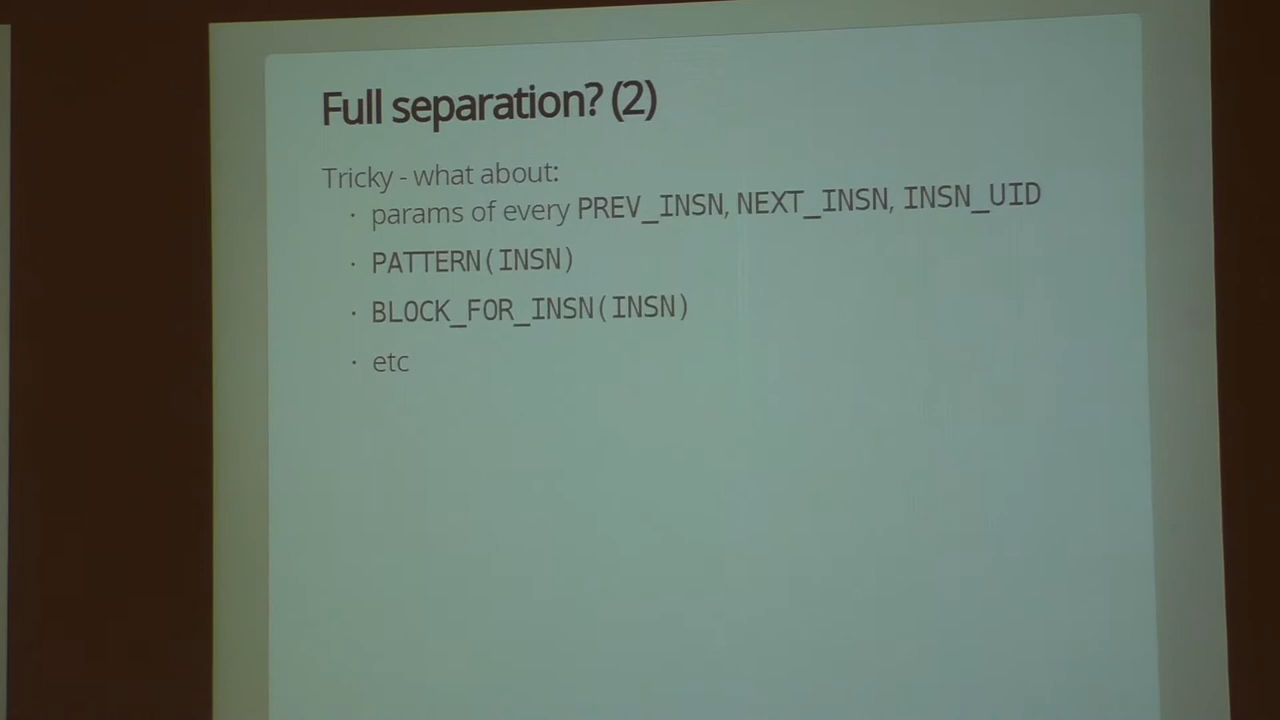 Full separation? (2)
Tricky - what about:
· params of every PREV_INSN, NEXT_INSN, INSN_UID
· PATTERN(INSN)
· BLOCK_FOR_INSN(INSN)
· etc